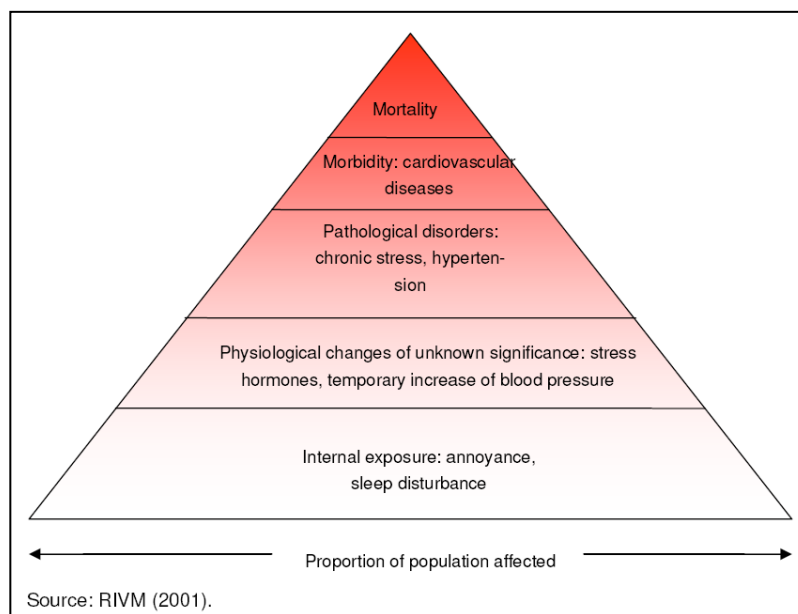 Mortality
Morbidity: cardiovascular
diseases
Pathological disorders:
chronic stress, hyperten-
sion
Physiological changes of unknown significance: stress
hormones, temporary increase of blood pressure
Internal exposure: annoyance,
sleep disturbance
Proportion of population affected
Source: RIVM (2001).